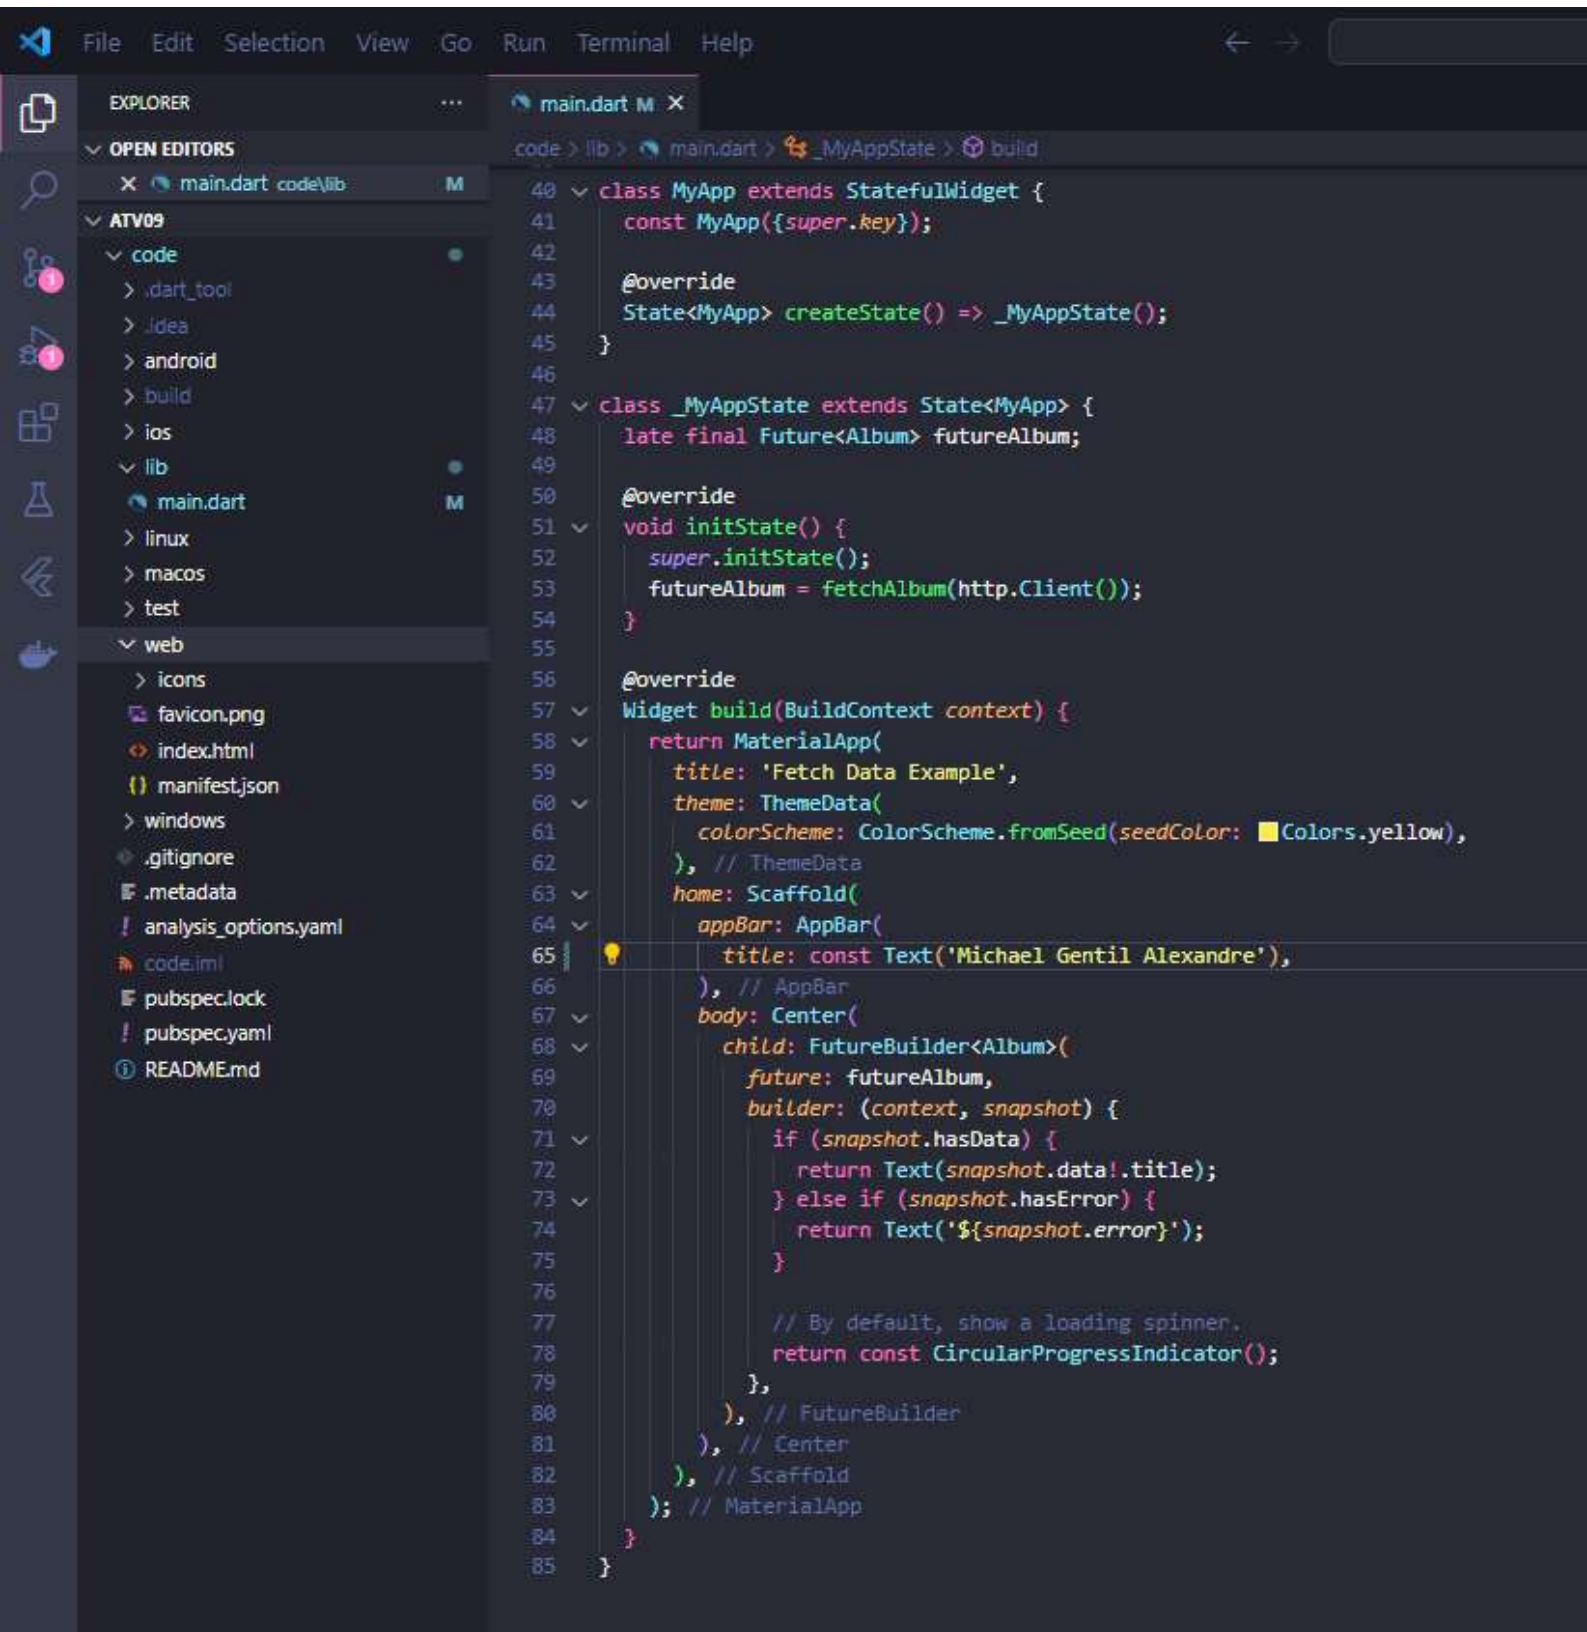 File Edit Selection View Go Run Terminal Help
EXPLORER ...
OPEN EDITORS
main.dart code\lib M
ATV09
code
.dart_tool
.idea
android
build
ios
lib
main.dart M
linux
macos
test
web
icons
favicon.png
index.html
manifest.json
windows
.gitignore
.metadata
analysis_options.yaml
code.iml
pubspec.lock
pubspec.yaml
README.md
1
1
main.dart M
code > lib > main.dart > _MyAppState > build
40 class MyApp extends StatefulWidget {
41 const MyApp({super.key});
42
43 @override
44 State<MyApp> createState() => _MyAppState();
45 }
46
47 class _MyAppState extends State<MyApp> {
48 late final Future<Album> futureAlbum;
49
50 @override
51 void initState() {
52 super.initState();
53 futureAlbum = fetchAlbum(http.Client());
54 }
55
56 @override
57 Widget build(BuildContext context) {
58 return MaterialApp(
59 title: 'Fetch Data Example',
60 theme: ThemeData(
61 colorScheme: ColorScheme.fromSeed(seedColor: Colors.yellow),
62 ), // ThemeData
63 home: Scaffold(
64 appBar: AppBar(
65 title: const Text('Michael Gentil Alexandre'),
66 ), // AppBar
67 body: Center(
68 child: FutureBuilder<Album>(
69 future: futureAlbum,
70 builder: (context, snapshot) {
71 if (snapshot.hasData) {
72 return Text(snapshot.data!.title);
73 } else if (snapshot.hasError) {
74 return Text('${snapshot.error}');
75 }
76
77 // By default, show a loading spinner.
78 return const CircularProgressIndicator();
79 },
80 ), // FutureBuilder
81 ), // Center
82 ), // Scaffold
83 ); // MaterialApp
84 }
85 }